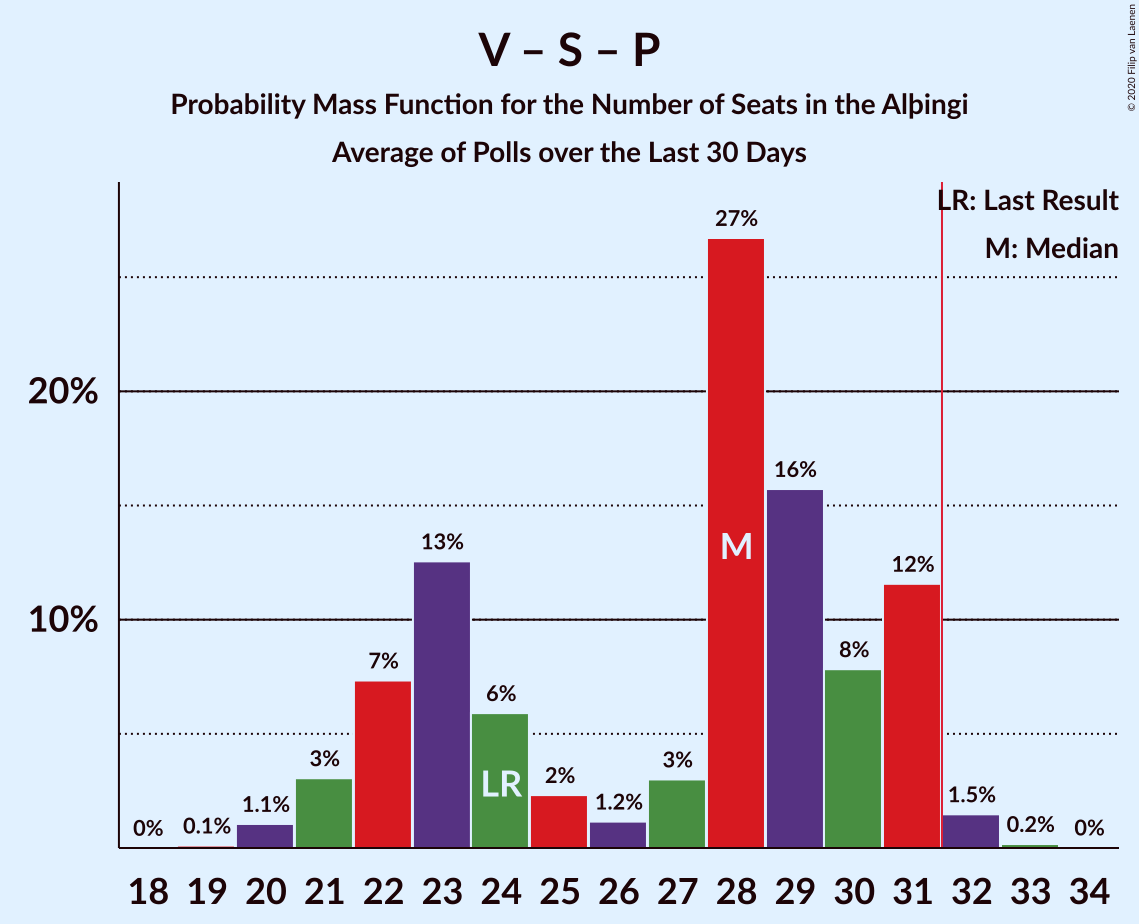 V – S – P
Probability Mass Function for the Number of Seats in the Alþingi
Average of Polls over the Last 30 Days
© 2020 Filip van Laenen
LR: Last Result
M: Median
20%
10%
0%
0.1%
1.1%
3%
7%
13%
6%
2%
1.2%
3%
27%
16%
8%
12%
1.5%
0.2%
0%
LR
M
18 19 20 21 22 23 24 25 26 27 28 29 30 31 32 33 34